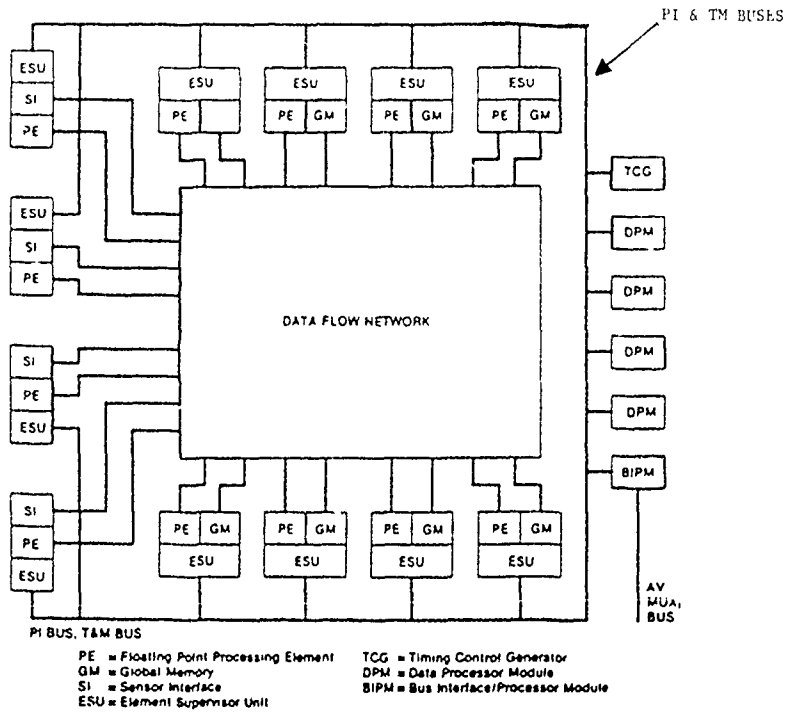 PI & TM BUSES
ESU
SI
PE
ESU
PE
ESU
PE GM
ESU
PE GM
ESU
PE GM
TCG
ESU
SI
PE
DPM
DPM
DATA FLOW NETWORK
SI
PE
ESU
DPM
DPM
BIPM
SI
PE
ESU
PE GM
ESU
PE GM
ESU
PE GM
ESU
PE GM
ESU
AV
MUX,
BUS
PI BUS, T&M BUS
PE = Floating Point Processing Element
GM = Global Memory
SI = Sensor Interface
ESU = Element Supervisor Unit
TCG = Timing Control Generator
DPM = Data Processor Module
BIPM = Bus Interface/Processor Module